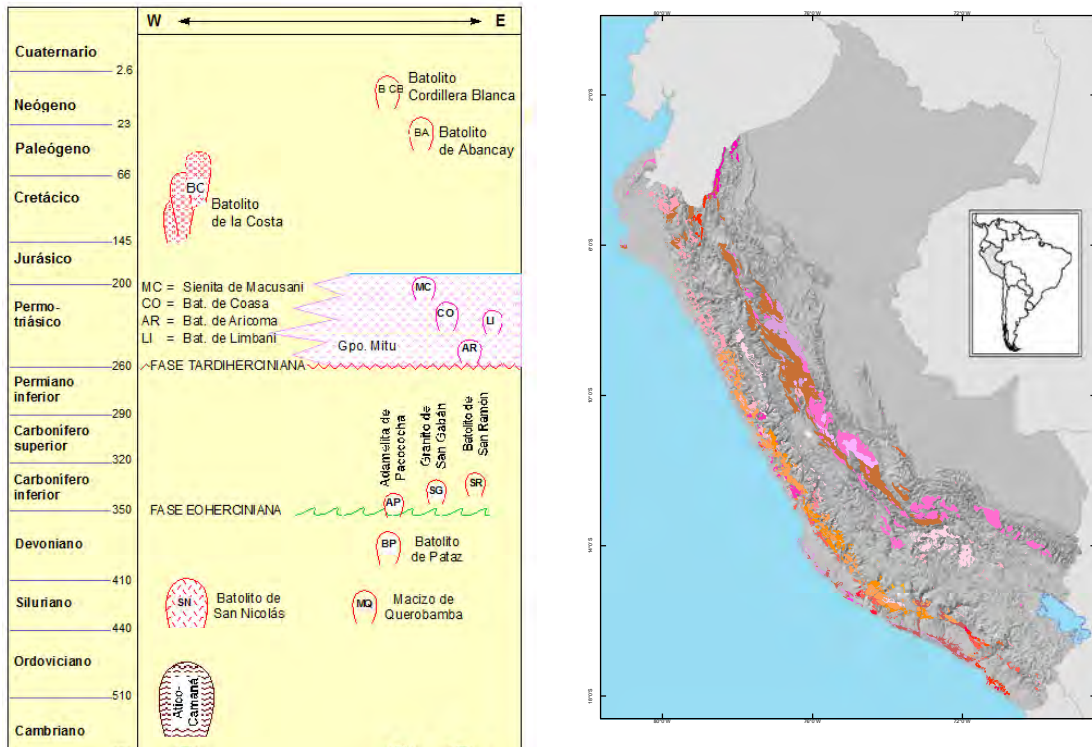 W E
Cuaternario
2.6
Neógeno
23
Paleógeno
66
Cretácico
145
Jurásico
200
Permo-
triásico
260
Permiano
inferior
290
Carbonífero
superior
320
Carbonífero
inferior
350
Devoniano
410
Siluriano
440
Ordoviciano
510
Cambriano
B CB
Batolito
Cordillera Blanca
BA
Batolito
de Abancay
BC
Batolito
de la Costa
MC = Sienita de Macusani
CO = Bat. de Coasa
AR = Bat. de Aricoma
LI = Bat. de Limbani
MC
CO
LI
AR
Gpo. Mitu
FASE TARDIHERCINIANA
Adamelita de
Pacococha
Granito de
San Gabán
Batolito de
San Ramón
AP
SG
SR
FASE EOHERCINIANA
BP
Batolito
de Pataz
SN
Batolito de
San Nicolás
MQ
Macizo de
Querobamba
Atico-
Camaná